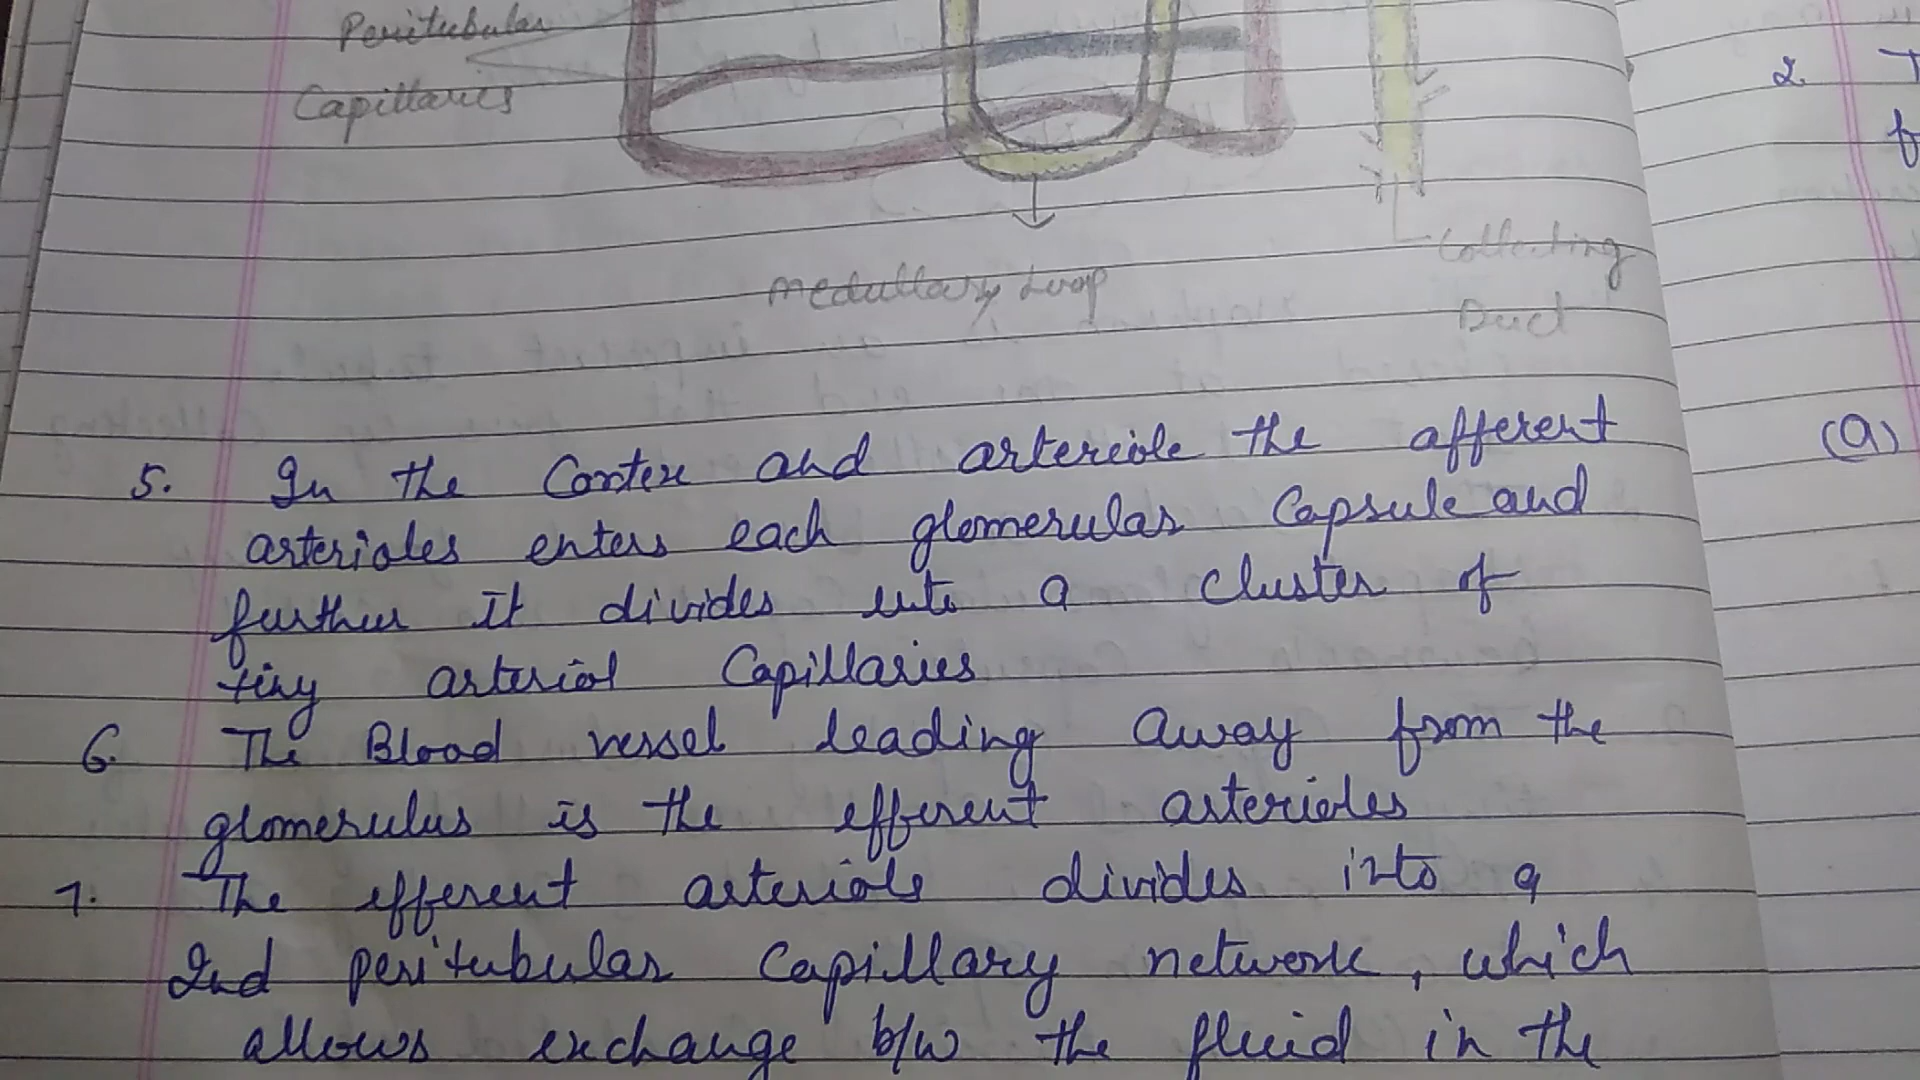 Peritubular
Capillaries
Medullary Loop
Collecting
Duct
5. In the Cortex and artereiole the afferent
arterioles enters each glomerular Capsule and
further It divides into a cluster of
tiny arterial Capillaries
6. The Blood vessel leading away from the
glomerulus is the efferent arterioles
7. The efferent arteriole divides into a
2nd peritubular Capillary network, which
allows exchange b/w the fluid in the
2.
(a)